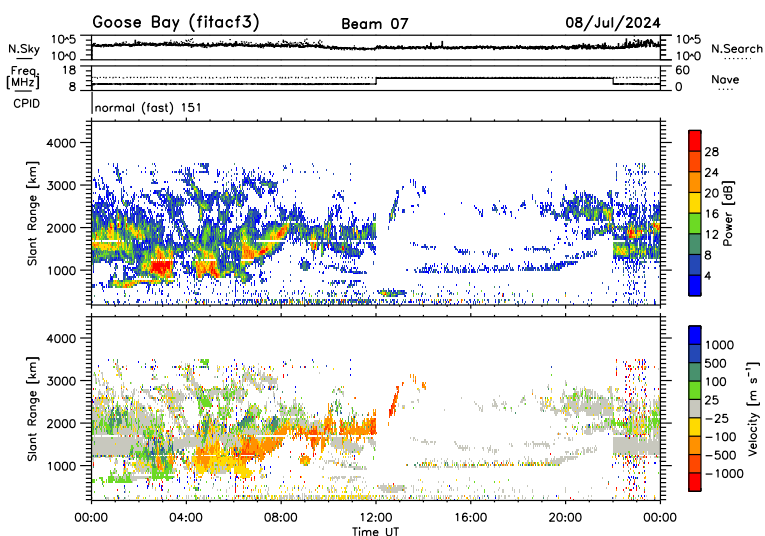 Goose Bay (fitacf3) Beam 07 08/Jul/2024
N.Sky 10^5 10^0 10^5 10^0 N.Search
Freq. [MHz] 18 8 60 0 Nave
CPID normal (fast) 151
Slant Range [km] 4000 3000 2000 1000
28 24 20 16 12 8 4 Power [dB]
Slant Range [km] 4000 3000 2000 1000
1000 500 100 25 -25 -100 -500 -1000 Velocity [m s⁻¹]
00:00 04:00 08:00 12:00 16:00 20:00 00:00
Time UT